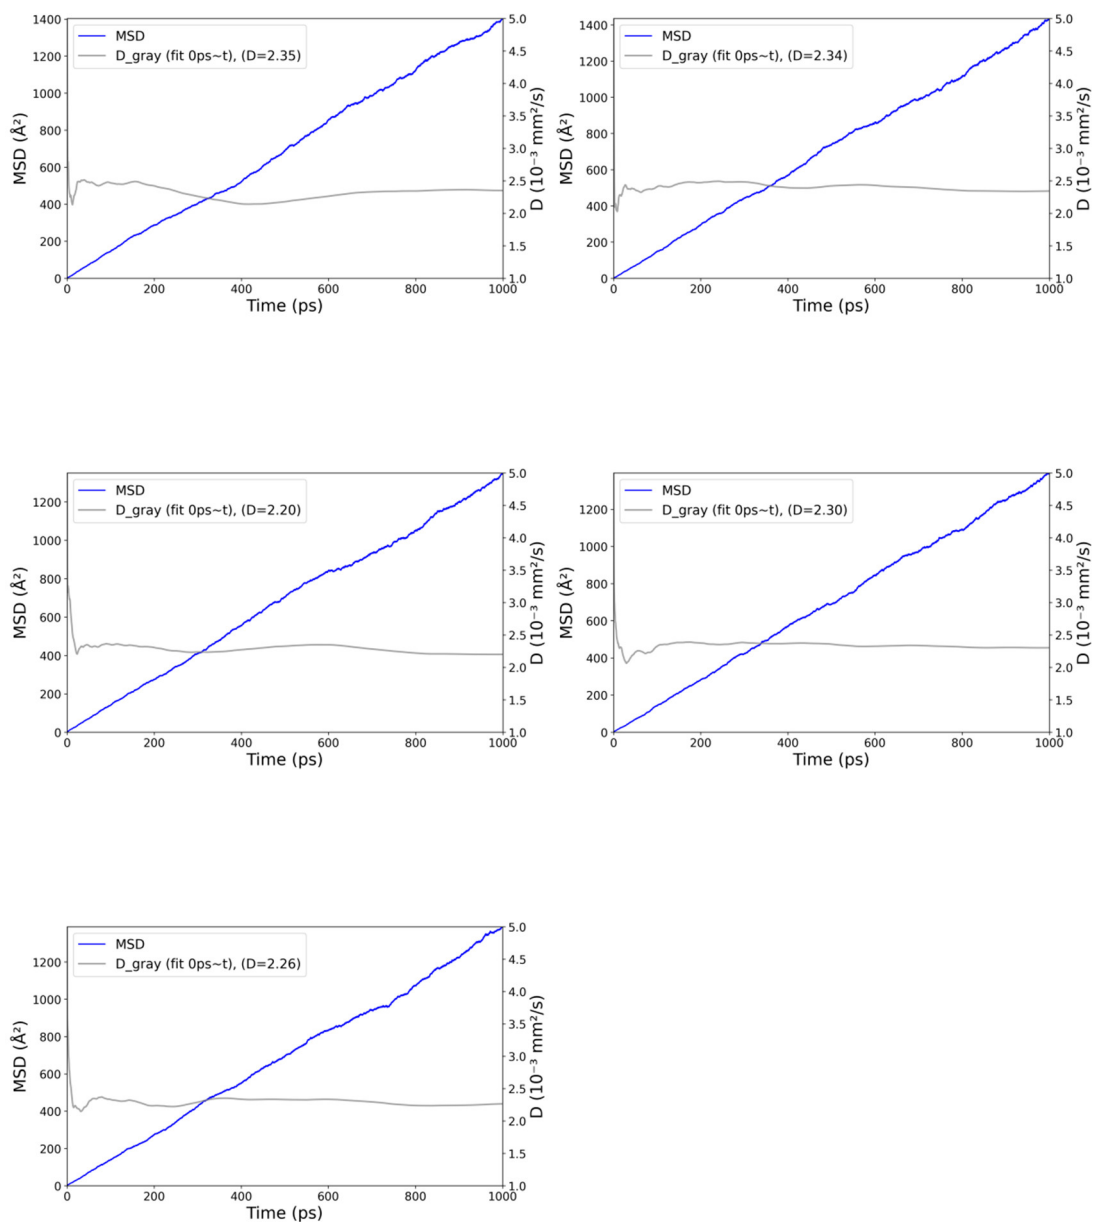 MSD
D_gray (fit 0ps~t), (D=2.35)
1400
1200
1000
800
600
400
200
0
MSD (Å²)
5.0
4.5
4.0
3.5
3.0
2.5
2.0
1.5
1.0
D (10⁻³ mm²/s)
0 200 400 600 800 1000
Time (ps)
MSD
D_gray (fit 0ps~t), (D=2.34)
1400
1200
1000
800
600
400
200
0
MSD (Å²)
5.0
4.5
4.0
3.5
3.0
2.5
2.0
1.5
1.0
D (10⁻³ mm²/s)
0 200 400 600 800 1000
Time (ps)
MSD
D_gray (fit 0ps~t), (D=2.20)
1200
1000
800
600
400
200
0
MSD (Å²)
5.0
4.5
4.0
3.5
3.0
2.5
2.0
1.5
1.0
D (10⁻³ mm²/s)
0 200 400 600 800 1000
Time (ps)
MSD
D_gray (fit 0ps~t), (D=2.30)
1200
1000
800
600
400
200
0
MSD (Å²)
5.0
4.5
4.0
3.5
3.0
2.5
2.0
1.5
1.0
D (10⁻³ mm²/s)
0 200 400 600 800 1000
Time (ps)
MSD
D_gray (fit 0ps~t), (D=2.26)
1200
1000
800
600
400
200
0
MSD (Å²)
5.0
4.5
4.0
3.5
3.0
2.5
2.0
1.5
1.0
D (10⁻³ mm²/s)
0 200 400 600 800 1000
Time (ps)